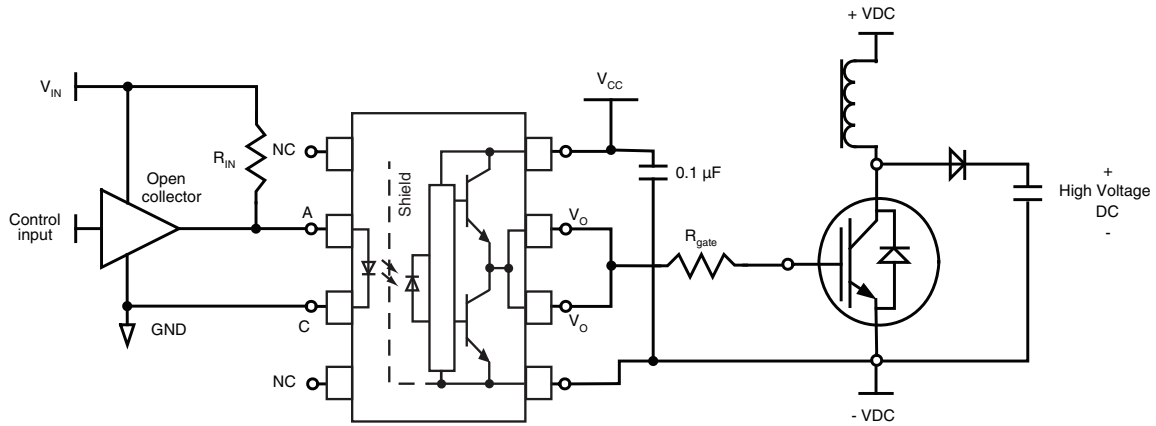 + VDC
V_IN
V_CC
R_IN
NC
0.1 µF
Shield
Open
collector
+
High Voltage
DC
-
Control
input
A
V_O
R_gate
C
V_O
GND
NC
- VDC